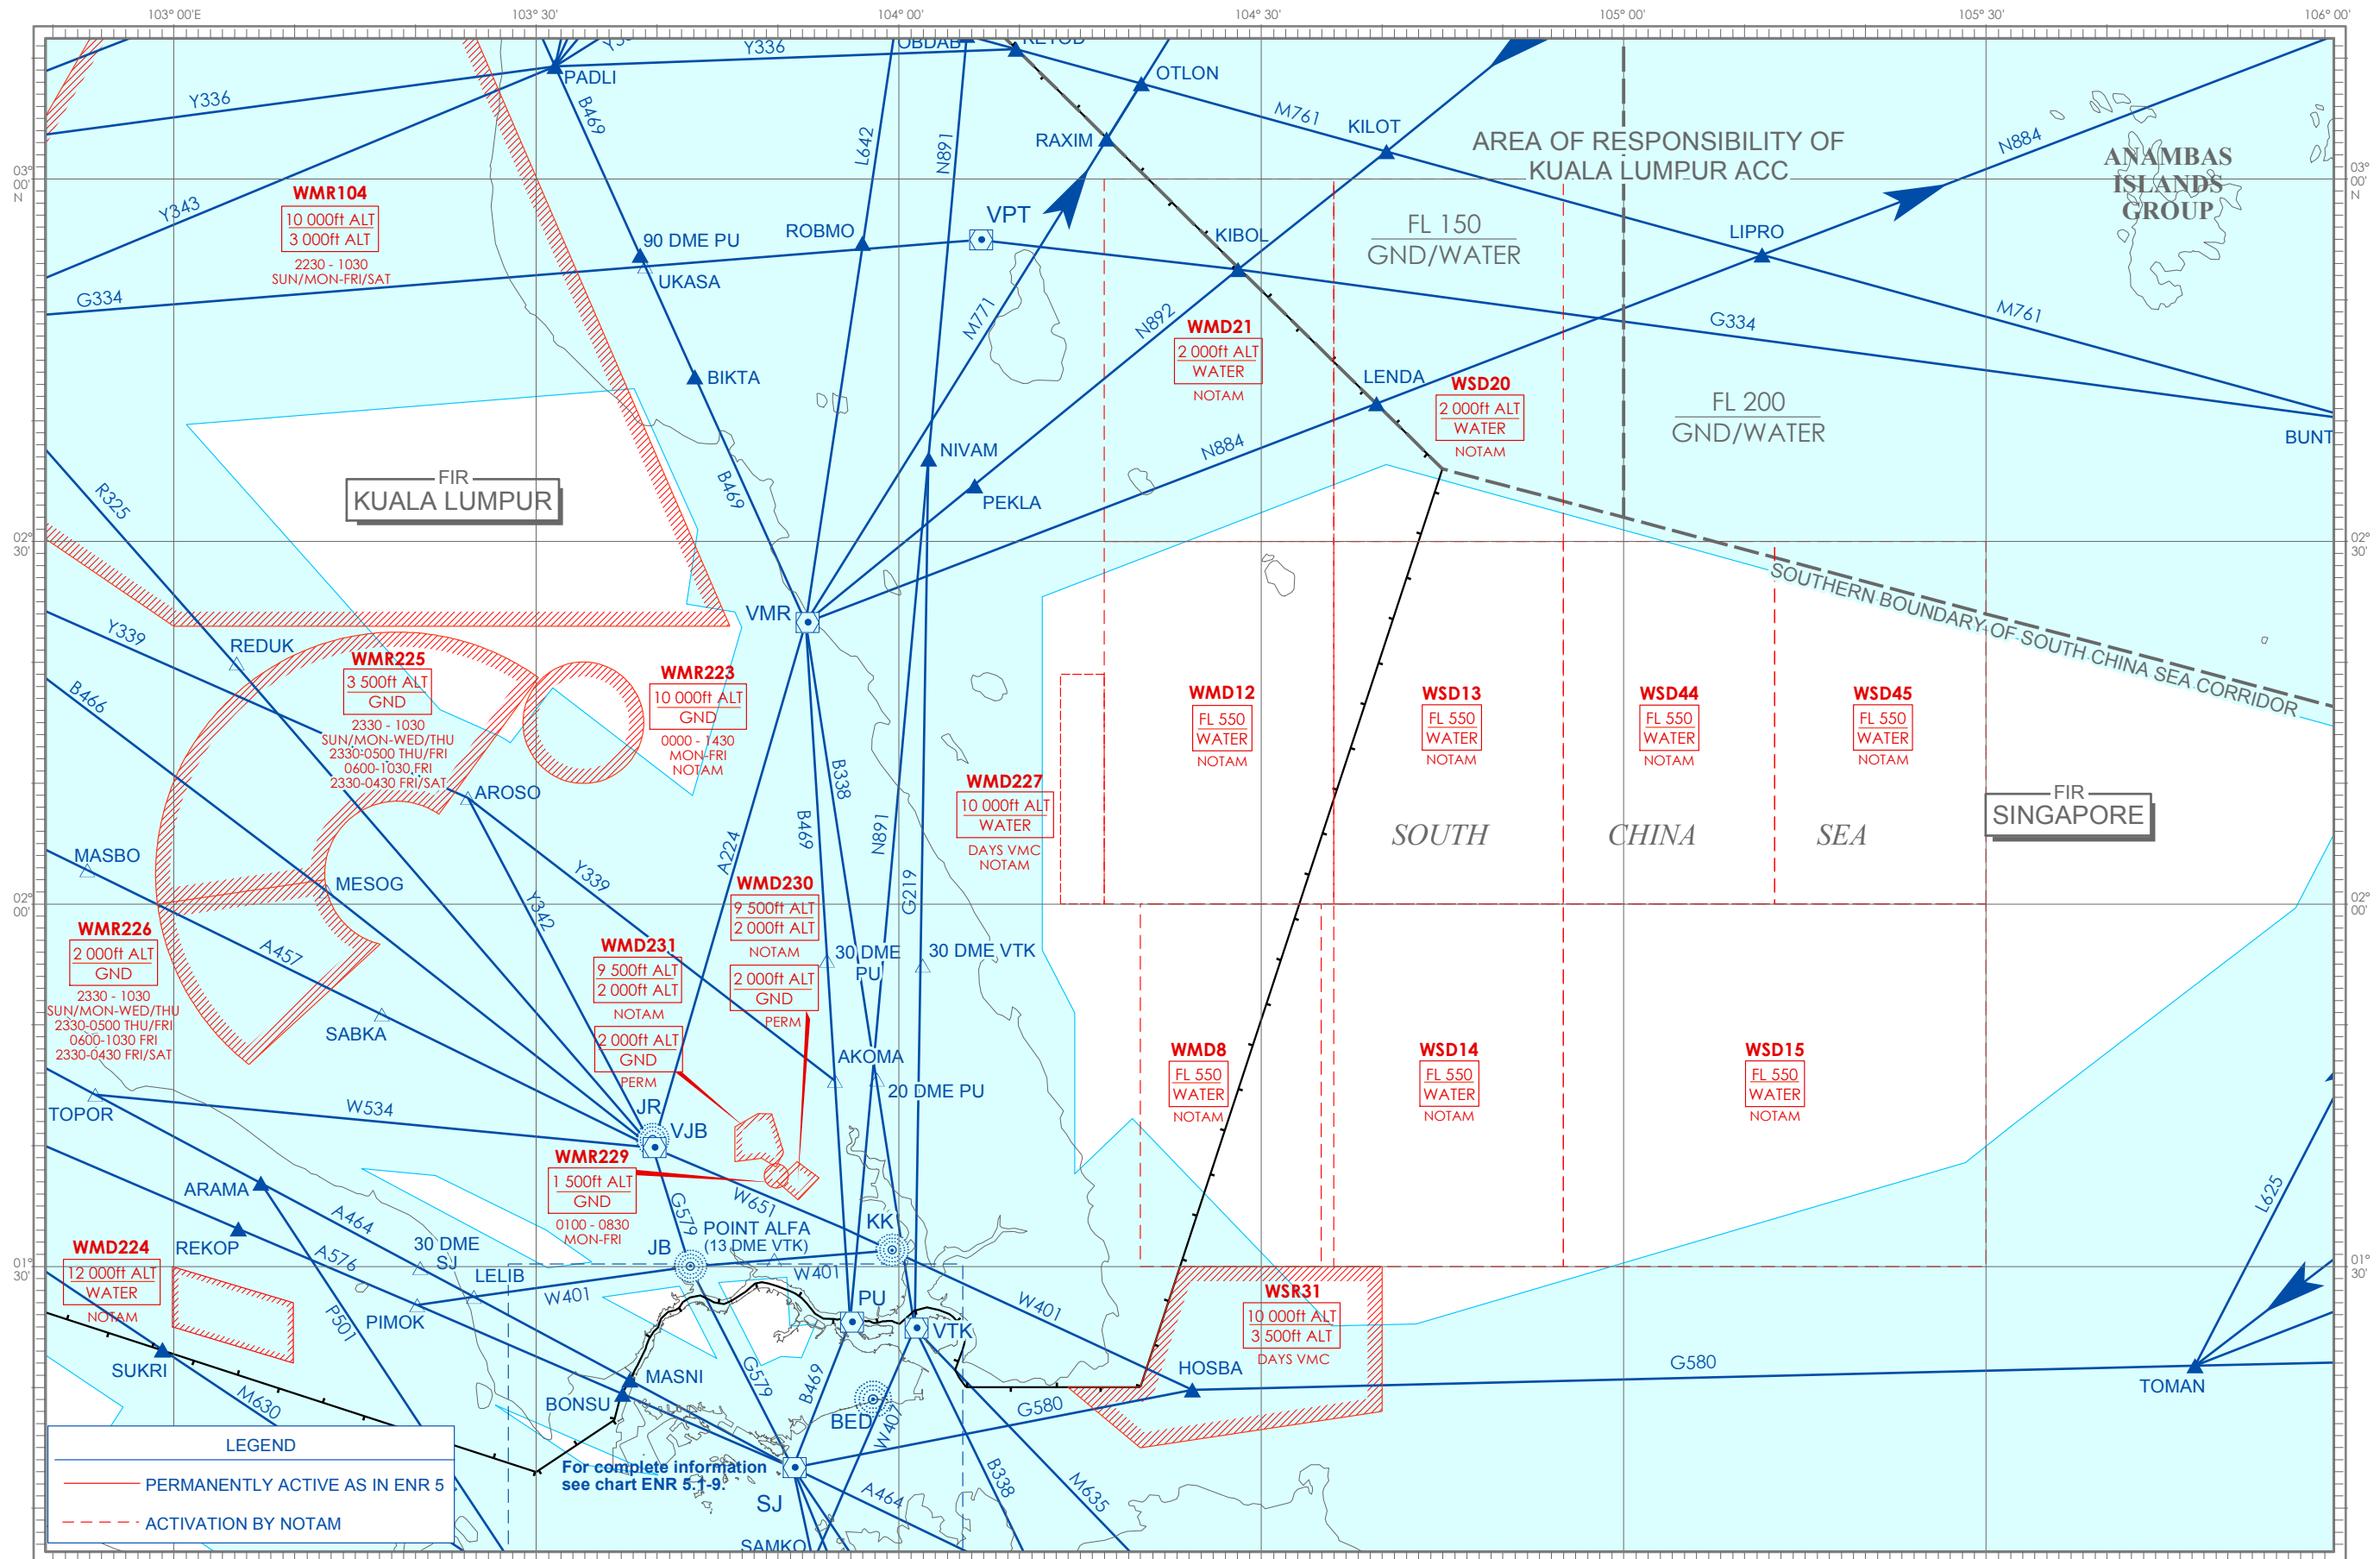 103° 00'E
103° 30'
104° 00'
104° 30'
105° 00'
105° 30'
106° 00'
Y336
PADLI
Y336
OBDAB
OTLON
B469
L642
N891
RAXIM
M761
KILOT
AREA OF RESPONSIBILITY OF
KUALA LUMPUR ACC
N884
ANAMBAS
ISLANDS
GROUP
03°
00'
N
03°
00'
N
WMR104
10 000ft ALT
3 000ft ALT
2230 - 1030
SUN/MON-FRI/SAT
Y343
G334
90 DME PU
UKASA
ROBMO
VPT
KIBOL
FL 150
GND/WATER
LIPRO
M771
N892
WMD21
2 000ft ALT
WATER
NOTAM
G334
M761
BIKTA
LENDA
WSD20
2 000ft ALT
WATER
NOTAM
FL 200
GND/WATER
BUNT
FIR
KUALA LUMPUR
R325
B469
NIVAM
PEKLA
N884
02°
30'
02°
30'
SOUTHERN BOUNDARY OF SOUTH CHINA SEA CORRIDOR
VMR
Y339
REDUK
B466
WMR225
3 500ft ALT
GND
2330 - 1030
SUN/MON-WED/THU
2330-0500 THU/FRI
0600-1030 FRI
2330-0430 FRI/SAT
WMR223
10 000ft ALT
GND
0000 - 1430
MON-FRI
NOTAM
AROSO
WMD12
FL 550
WATER
NOTAM
WSD13
FL 550
WATER
NOTAM
WSD44
FL 550
WATER
NOTAM
WSD45
FL 550
WATER
NOTAM
WMD227
10 000ft ALT
WATER
DAYS VMC
NOTAM
FIR
SINGAPORE
SOUTH CHINA SEA
B338
B469
N891
A224
G219
MASBO
MESOG
Y339
Y342
02°
00'
02°
00'
WMR226
2 000ft ALT
GND
2330 - 1030
SUN/MON-WED/THU
2330-0500 THU/FRI
0600-1030 FRI
2330-0430 FRI/SAT
A457
SABKA
WMD231
9 500ft ALT
2 000ft ALT
NOTAM
2 000ft ALT
GND
PERM
WMD230
9 500ft ALT
2 000ft ALT
NOTAM
2 000ft ALT
GND
PERM
30 DME
PU
30 DME VTK
AKOMA
20 DME PU
WMD8
FL 550
WATER
NOTAM
WSD14
FL 550
WATER
NOTAM
WSD15
FL 550
WATER
NOTAM
TOPOR
W534
JR
VJB
WMR229
1 500ft ALT
GND
0100 - 0830
MON-FRI
ARAMA
A464
REKOP
A576
30 DME
SJ
G579
W651
POINT ALFA
(13 DME VTK)
KK
JB
L625
WMD224
12 000ft ALT
WATER
NOTAM
01°
30'
01°
30'
LELIB
W401
W401
W401
PIMOK
P501
PU
VTK
WSR31
10 000ft ALT
3 500ft ALT
DAYS VMC
SUKRI
M630
MASNI
BONSU
G579
B469
BED
W407
HOSBA
G580
G580
TOMAN
LEGEND
PERMANENTLY ACTIVE AS IN ENR 5
ACTIVATION BY NOTAM
For complete information
see chart ENR 5.1-9.
SJ
A464
B338
M635
SAMKO